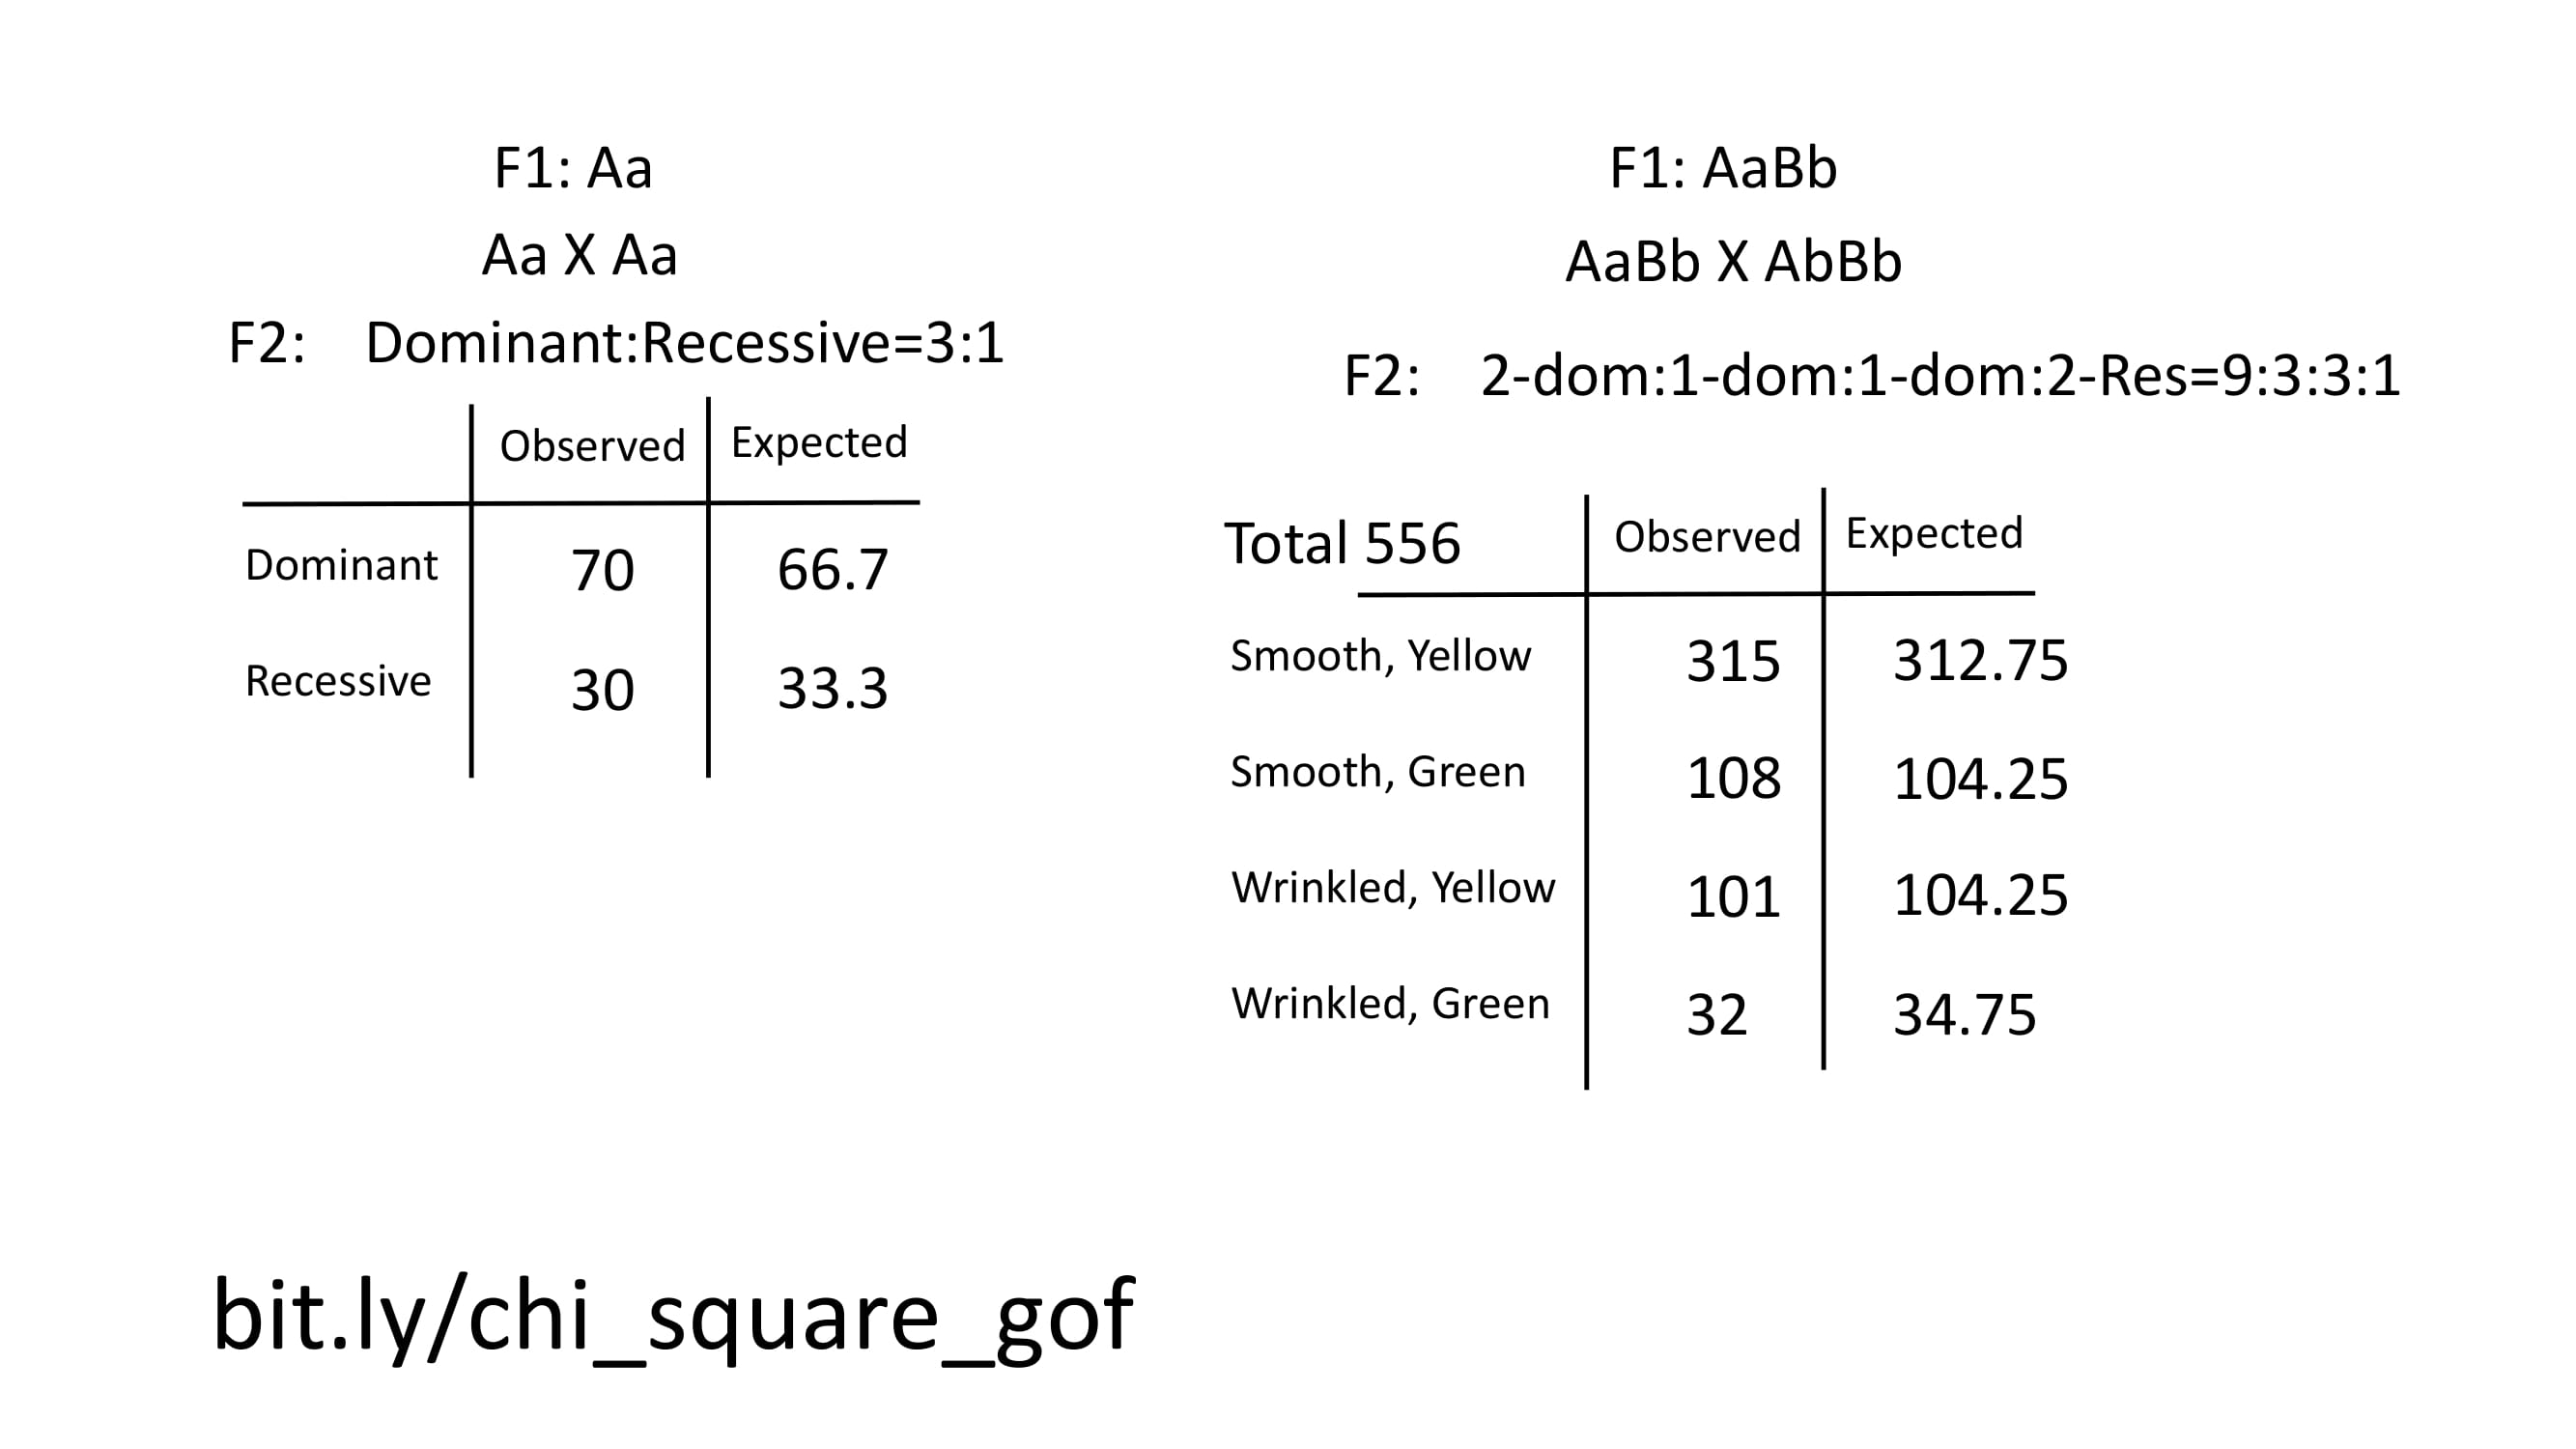 F1: Aa
Aa X Aa
F2: Dominant:Recessive=3:1
Observed Expected
Dominant 70 66.7
Recessive 30 33.3
F1: AaBb
AaBb X AbBb
F2: 2-dom:1-dom:1-dom:2-Res=9:3:3:1
Total 556 Observed Expected
Smooth, Yellow 315 312.75
Smooth, Green 108 104.25
Wrinkled, Yellow 101 104.25
Wrinkled, Green 32 34.75
bit.ly/chi_square_gof